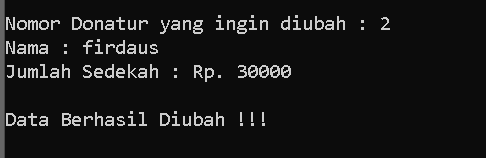 Nomor Donatur yang ingin diubah : 2
Nama : firdaus
Jumlah Sedekah : Rp. 30000
Data Berhasil Diubah !!!